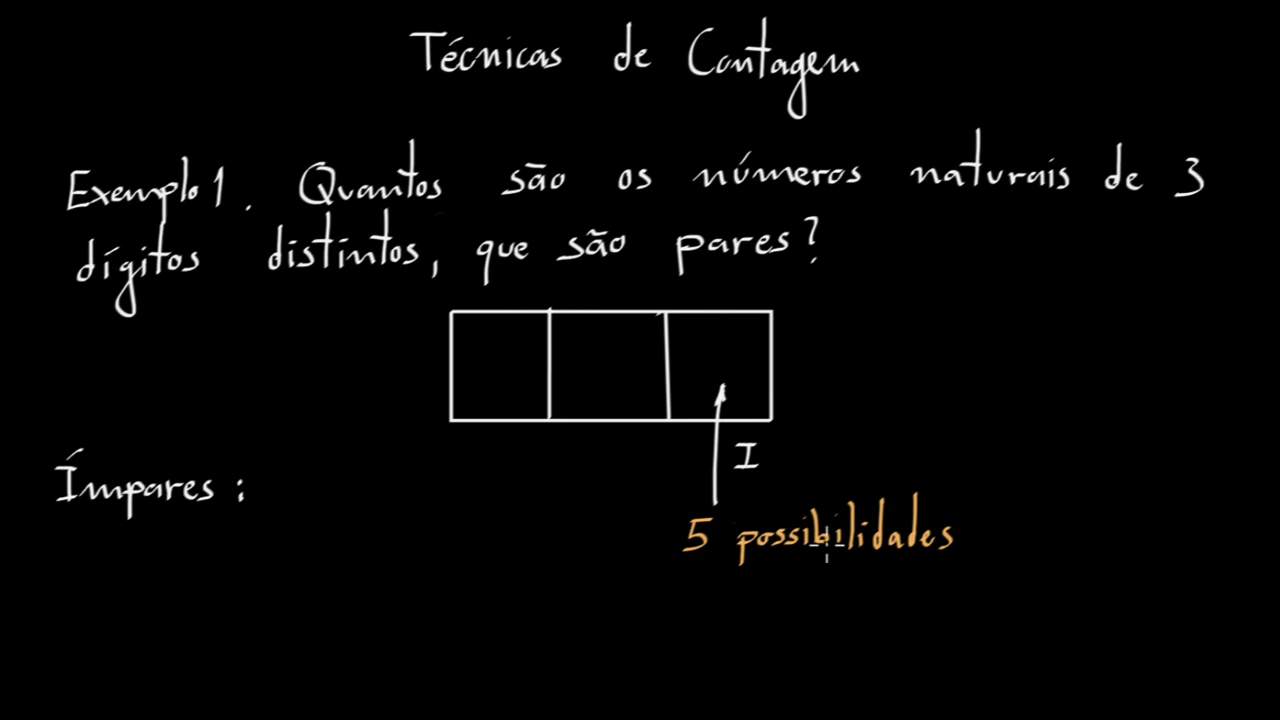 Técnicas de Contagem
Exemplo 1. Quantos são os números naturais de 3
dígitos distintos, que são pares?
I
Ímpares:
5 possibilidades